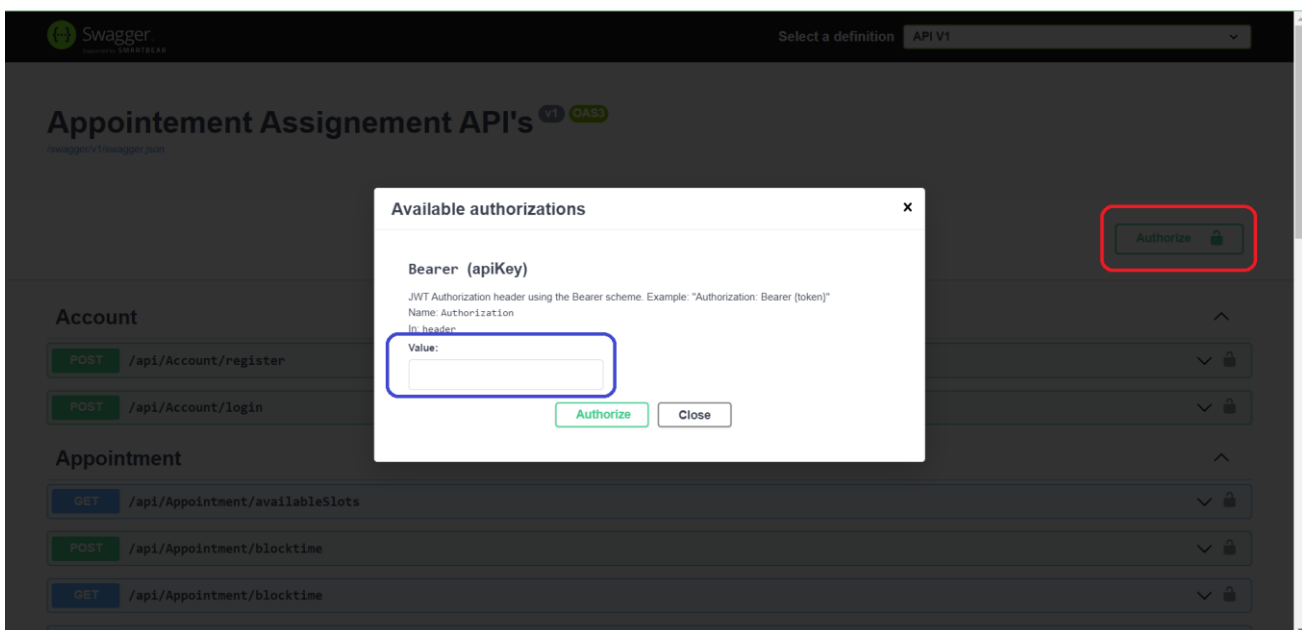 Swagger.
Supported by SMARTBEAR
Select a definition
API V1
Appointement Assignement API's v1 OAS3
/swagger/v1/swagger.json
Available authorizations x
Authorize
Bearer (apiKey)
JWT Authorization header using the Bearer scheme. Example: "Authorization: Bearer {token}"
Name: Authorization
In: header
Value:
Authorize Close
Account
POST /api/Account/register
POST /api/Account/login
Appointment
GET /api/Appointment/availableSlots
POST /api/Appointment/blocktime
GET /api/Appointment/blocktime